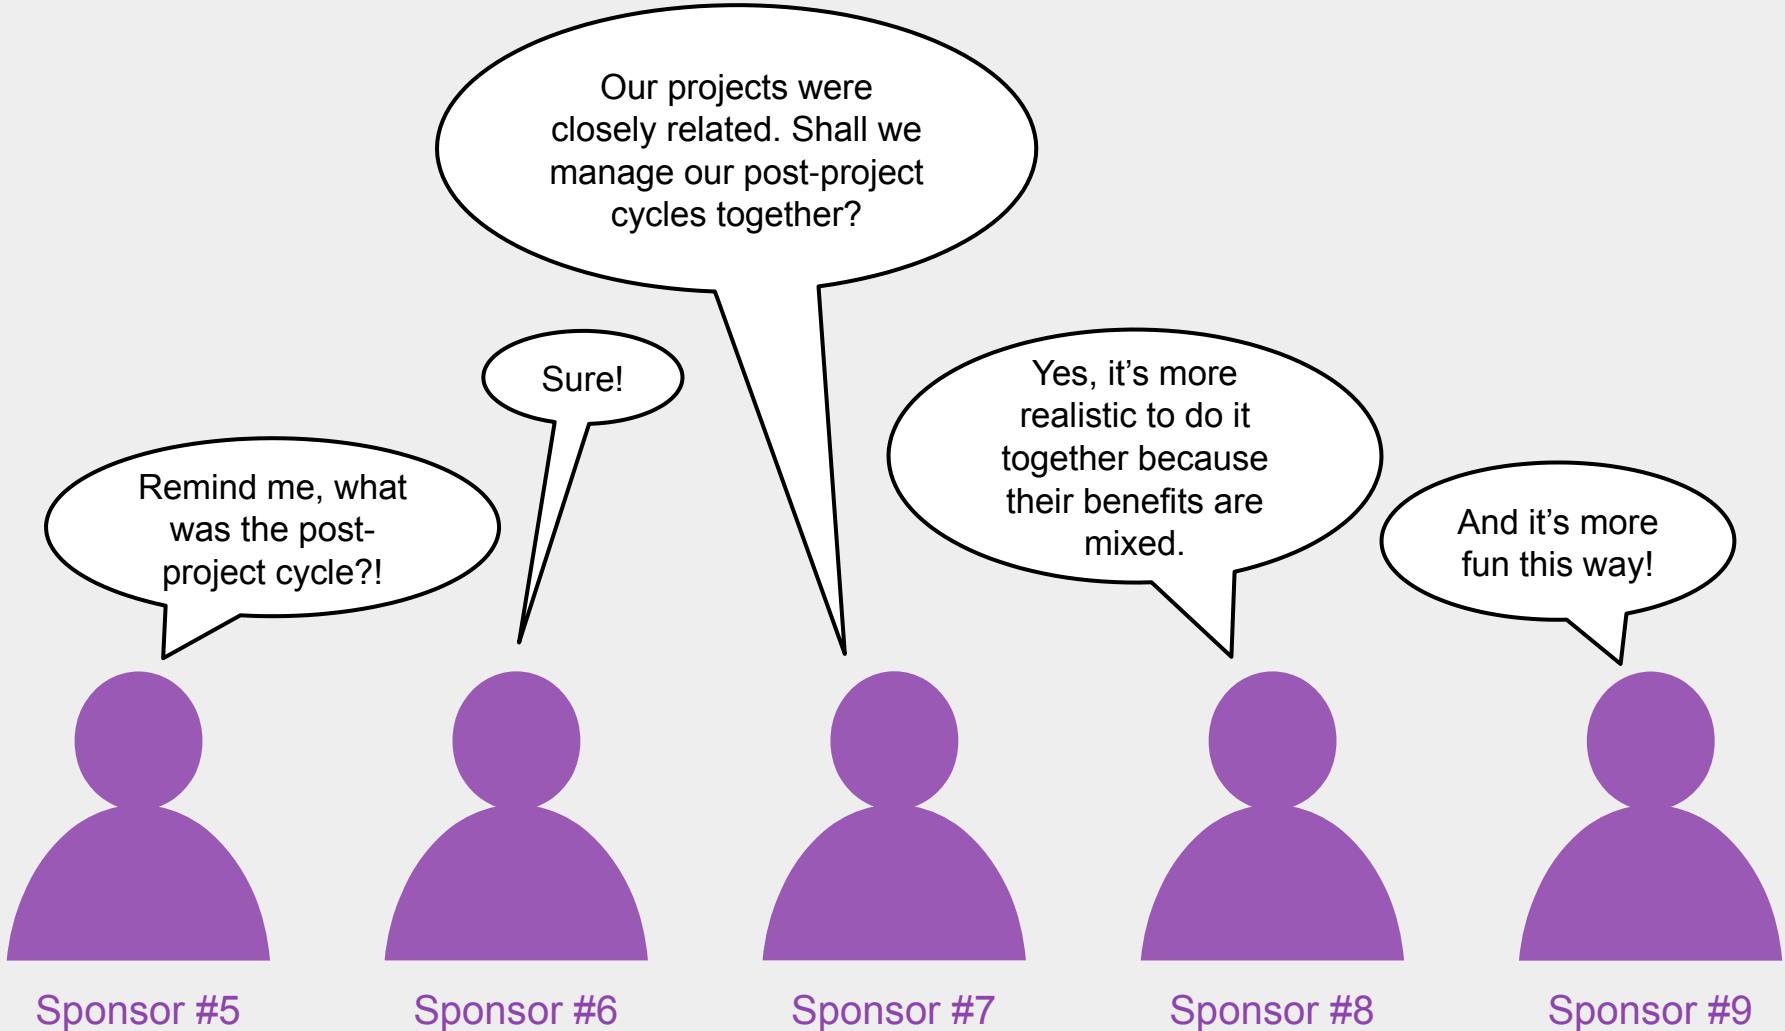 Our projects were
closely related. Shall we
manage our post-project
cycles together?
Sure!
Yes, it’s more
realistic to do it
together because
their benefits are
mixed.
Remind me, what
was the post-
project cycle?!
And it’s more
fun this way!
Sponsor #5
Sponsor #6
Sponsor #7
Sponsor #8
Sponsor #9